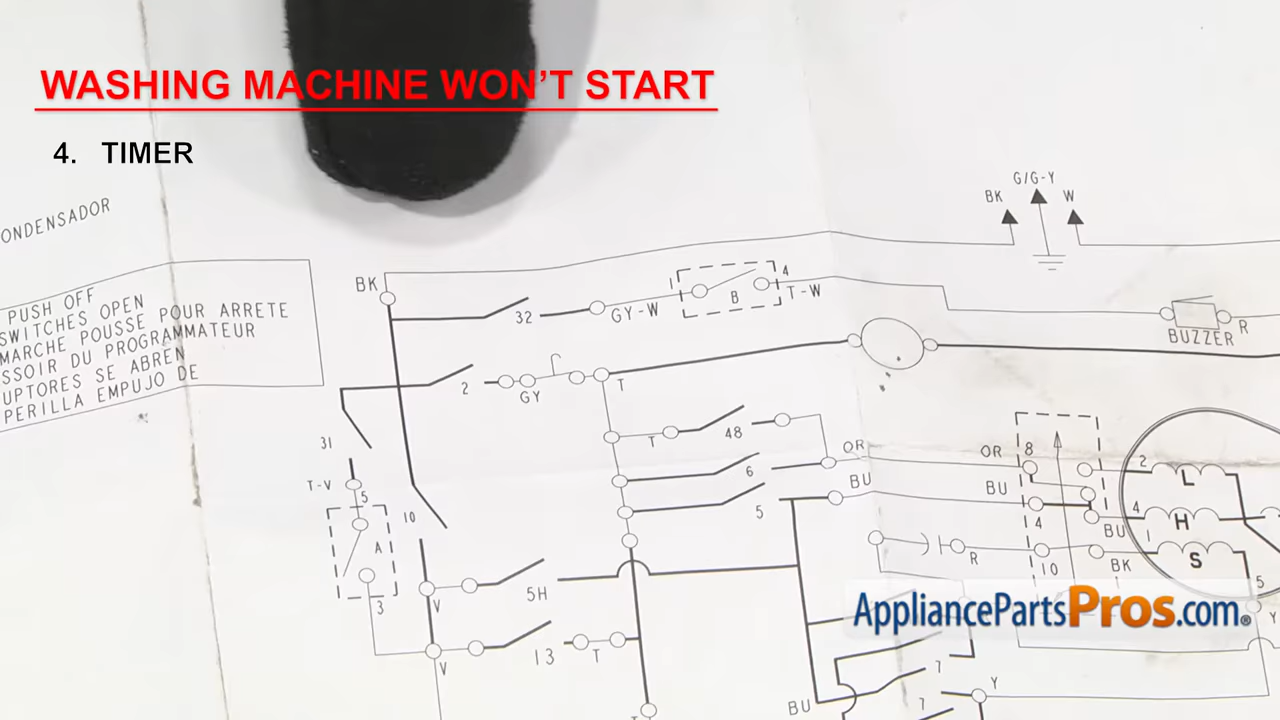 WASHING MACHINE WON'T START
4. TIMER
ONDENSADOR
PUSH OFF
SWITCHES OPEN
MARCHE POUSSE POUR ARRETE
SSOIR DU PROGRAMMATEUR
UPTORES SE ABREN
PERILLA EMPUJO DE
G/G-Y
BK W
BK
1 4
32 GY-W B T-W
BUZZER R
2 GY T
31
T 48
OR OR 8 2 L
6
T-V
5
BU BU
5
10
4 4 H
BU
A
1
R
BK S
10
5H
5
3 V
AppliancePartsPros.com
Y
13 T
V
7
Y
7
BU